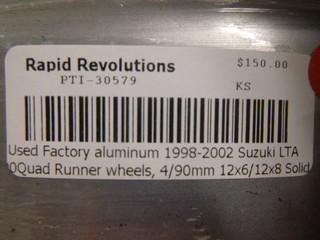 Rapid Revolutions $150.00
PTI-30579 KS
Used Factory aluminum 1998-2002 Suzuki LTA
0Quad Runner wheels, 4/90mm 12x6/12x8 Solid